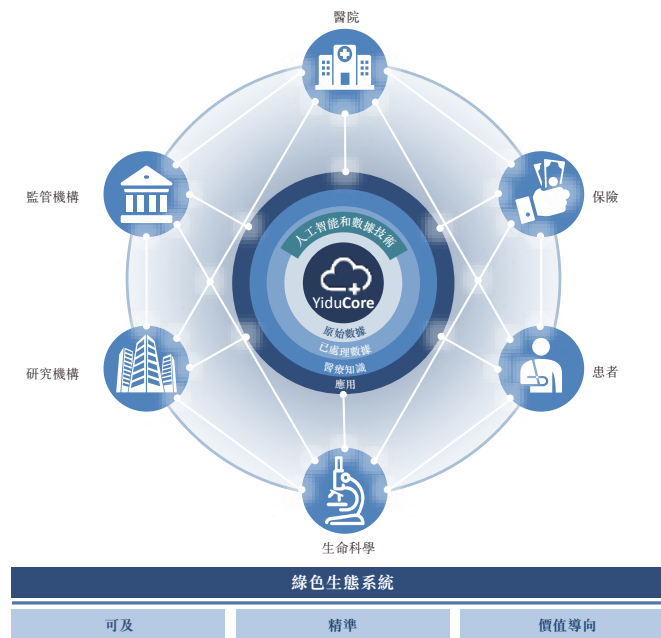 醫院
監管機構
保險
人工智能和數據技術
YiduCore
原始數據
已處理數據
醫療知識
應用
研究機構
患者
生命科學
綠色生態系統
可及
精準
價值導向